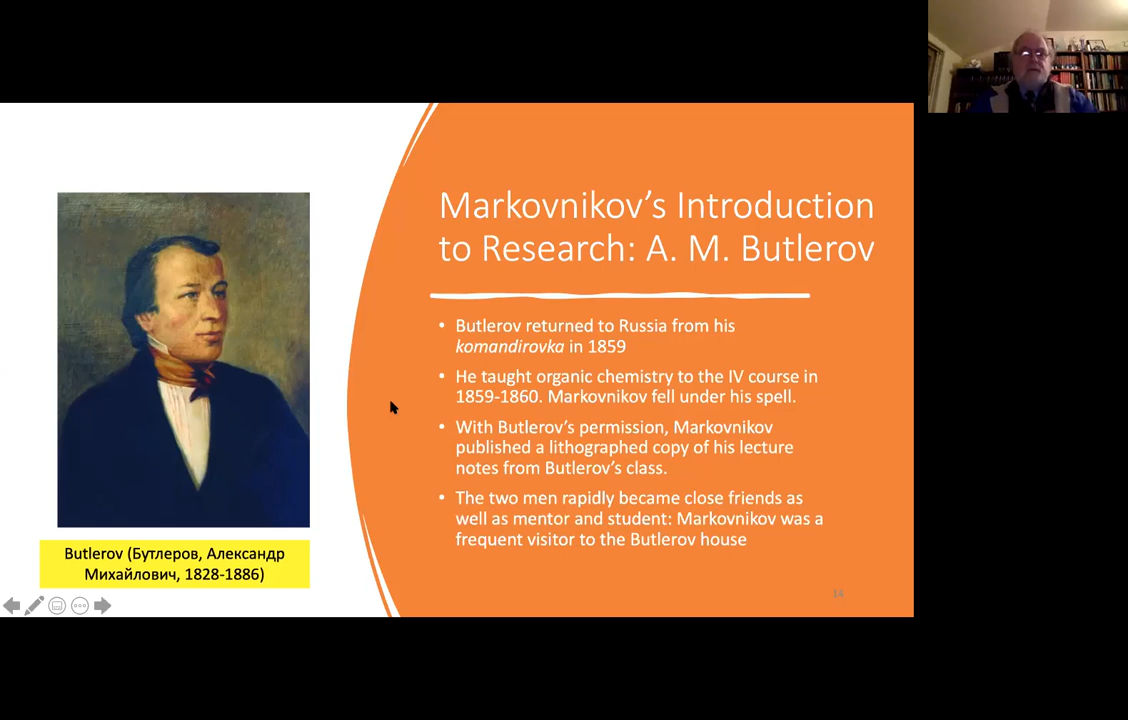 Markovnikov’s Introduction
to Research: A. M. Butlerov
• Butlerov returned to Russia from his
komandirovka in 1859
• He taught organic chemistry to the IV course in
1859-1860. Markovnikov fell under his spell.
• With Butlerov’s permission, Markovnikov
published a lithographed copy of his lecture
notes from Butlerov’s class.
• The two men rapidly became close friends as
well as mentor and student: Markovnikov was a
frequent visitor to the Butlerov house
Butlerov (Бутлеров, Александр
Михайлович, 1828-1886)